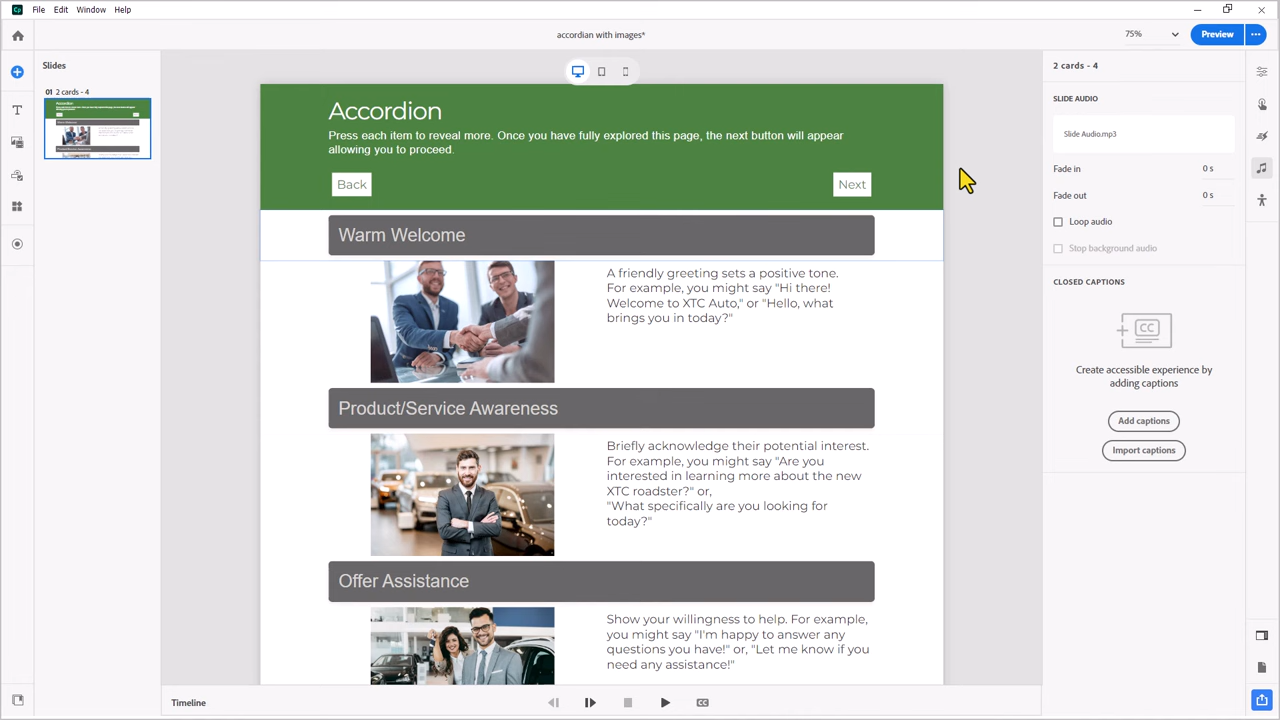 Cp File Edit Window Help
accordian with images*
75%
Preview
Slides
01 2 cards - 4
Accordion
Press each item to reveal more. Once you have fully explored this page, the next button will appear
allowing you to proceed.
Back
Next
Warm Welcome
A friendly greeting sets a positive tone.
For example, you might say "Hi there!
Welcome to XTC Auto," or "Hello, what
brings you in today?"
Product/Service Awareness
Briefly acknowledge their potential interest.
For example, you might say "Are you
interested in learning more about the new
XTC roadster?" or,
"What specifically are you looking for
today?"
Offer Assistance
Show your willingness to help. For example,
you might say "I'm happy to answer any
questions you have!" or, "Let me know if you
need any assistance!"
2 cards - 4
SLIDE AUDIO
Slide Audio.mp3
Fade in 0 s
Fade out 0 s
Loop audio
Stop background audio
CLOSED CAPTIONS
CC
Create accessible experience by
adding captions
Add captions
Import captions
Timeline
CC